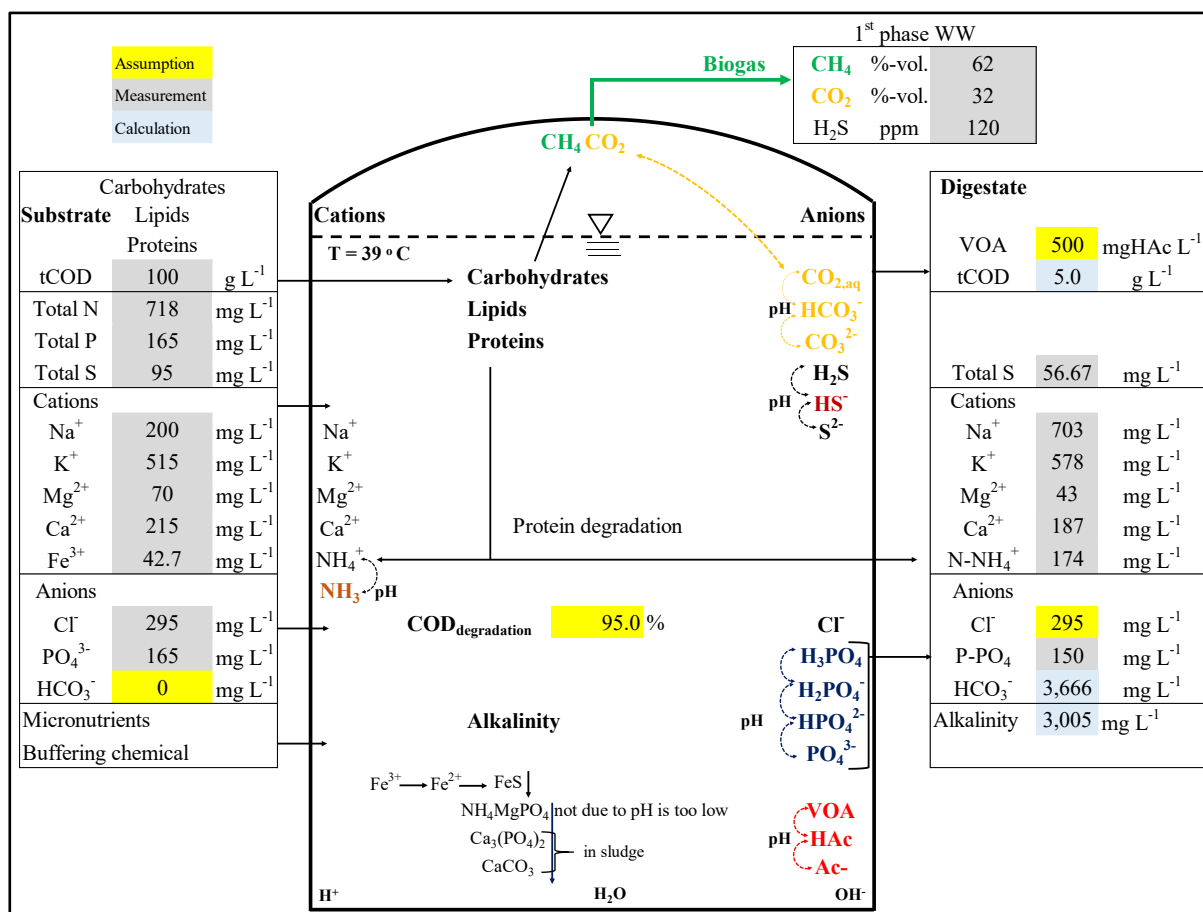 1st phase WW
Assumption
Measurement
Calculation
Biogas
CH₄ %-vol. 62
CO₂ %-vol. 32
H₂S ppm 120
CH₄ CO₂
Carbohydrates
Substrate Lipids
Proteins
tCOD 100 g L⁻¹
Total N 718 mg L⁻¹
Total P 165 mg L⁻¹
Total S 95 mg L⁻¹
Cations
Na⁺ 200 mg L⁻¹
K⁺ 515 mg L⁻¹
Mg²⁺ 70 mg L⁻¹
Ca²⁺ 215 mg L⁻¹
Fe³⁺ 42.7 mg L⁻¹
Anions
Cl⁻ 295 mg L⁻¹
PO₄³⁻ 165 mg L⁻¹
HCO₃⁻ 0 mg L⁻¹
Micronutrients
Buffering chemical
Cations
Anions
T = 39 ᵒ C
Carbohydrates
Lipids
Proteins
CO₂,aq
pH HCO₃⁻
CO₃²⁻
H₂S
pH HS⁻
S²⁻
Na⁺
K⁺
Mg²⁺
Ca²⁺
Protein degradation
NH₄⁺
NH₃ pH
COD degradation 95.0 %
Cl⁻
H₃PO₄
H₂PO₄⁻
Alkalinity
pH HPO₄²⁻
PO₄³⁻
Fe³⁺ Fe²⁺ FeS
NH₄MgPO₄ not due to pH is too low
Ca₃(PO₄)₂
in sludge
CaCO₃
VOA
pH HAc
Ac-
H⁺ H₂O OH⁻
Digestate
VOA 500 mgHAc L⁻¹
tCOD 5.0 g L⁻¹
Total S 56.67 mg L⁻¹
Cations
Na⁺ 703 mg L⁻¹
K⁺ 578 mg L⁻¹
Mg²⁺ 43 mg L⁻¹
Ca²⁺ 187 mg L⁻¹
N-NH₄⁺ 174 mg L⁻¹
Anions
Cl⁻ 295 mg L⁻¹
P-PO₄ 150 mg L⁻¹
HCO₃⁻ 3,666 mg L⁻¹
Alkalinity 3,005 mg L⁻¹